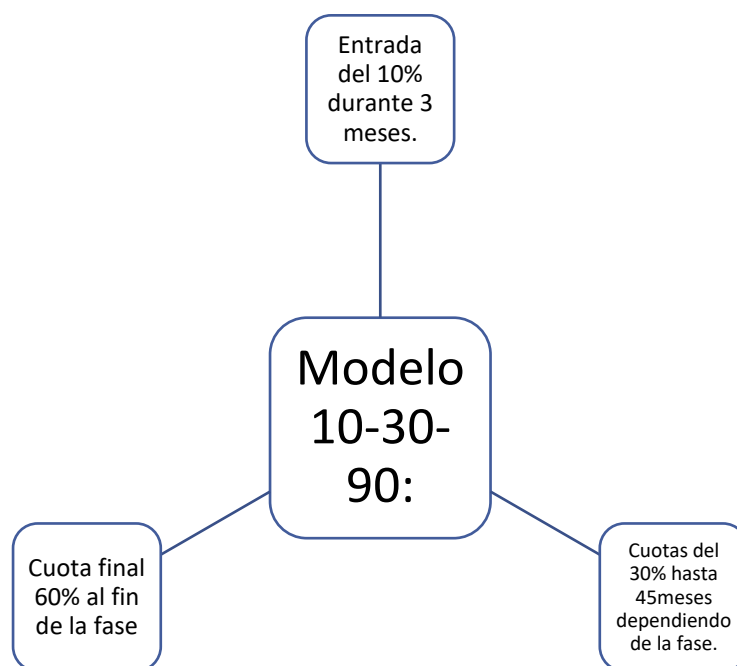 Entrada
del 10%
durante 3
meses.
Modelo
10-30-
90:
Cuota final
60% al fin
de la fase
Cuotas del
30% hasta
45meses
dependiendo
de la fase.